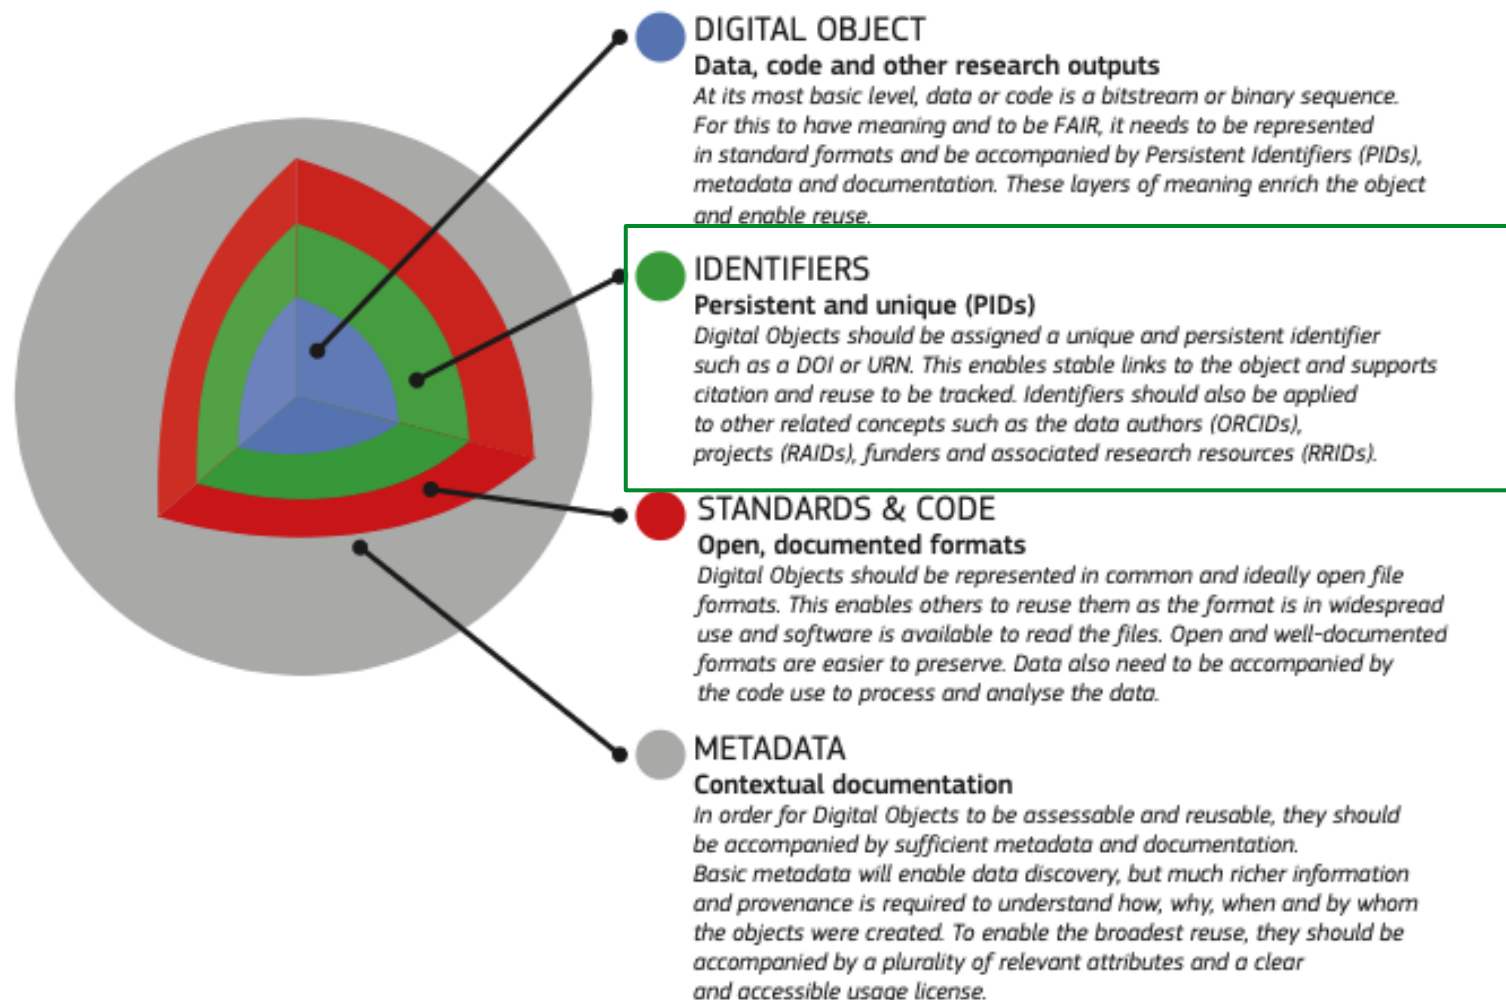 DIGITAL OBJECT
Data, code and other research outputs
At its most basic level, data or code is a bitstream or binary sequence.
For this to have meaning and to be FAIR, it needs to be represented
in standard formats and be accompanied by Persistent Identifiers (PIDs),
metadata and documentation. These layers of meaning enrich the object
and enable reuse.
IDENTIFIERS
Persistent and unique (PIDs)
Digital Objects should be assigned a unique and persistent identifier
such as a DOI or URN. This enables stable links to the object and supports
citation and reuse to be tracked. Identifiers should also be applied
to other related concepts such as the data authors (ORCIDs),
projects (RAIDs), funders and associated research resources (RRIDs).
STANDARDS & CODE
Open, documented formats
Digital Objects should be represented in common and ideally open file
formats. This enables others to reuse them as the format is in widespread
use and software is available to read the files. Open and well-documented
formats are easier to preserve. Data also need to be accompanied by
the code use to process and analyse the data.
METADATA
Contextual documentation
In order for Digital Objects to be assessable and reusable, they should
be accompanied by sufficient metadata and documentation.
Basic metadata will enable data discovery, but much richer information
and provenance is required to understand how, why, when and by whom
the objects were created. To enable the broadest reuse, they should be
accompanied by a plurality of relevant attributes and a clear
and accessible usage license.